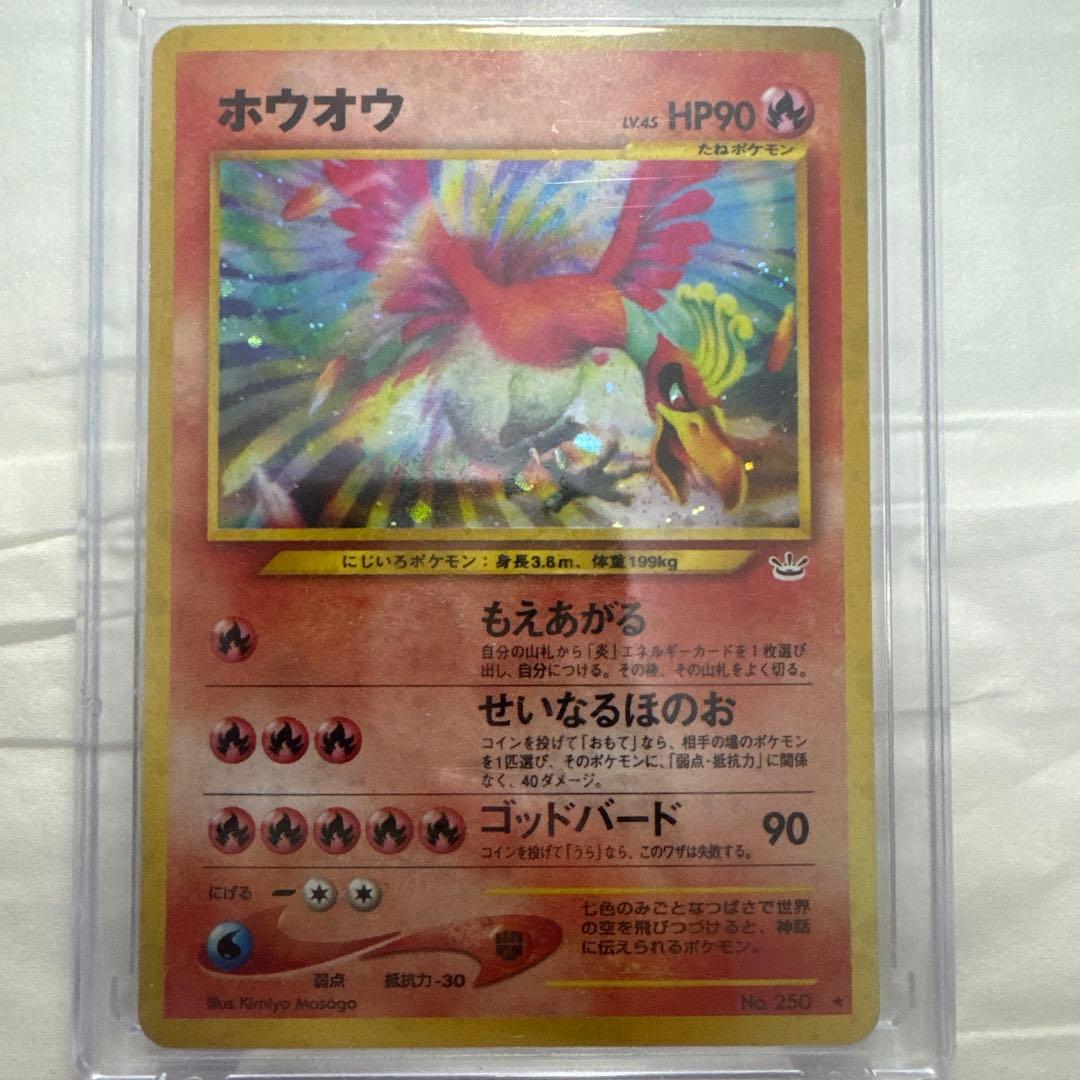 ホウオウ
LV.45 HP90
たねポケモン
にじいろポケモン：身長3.8m、体重199kg
もえあがる
自分の山札から「炎」エネルギーカードを1枚選び
出し、自分につける。その後、その山札をよく切る。
せいなるほのお
コインを投げて「おもて」なら、相手の場のポケモン
を1匹選び、そのポケモンに、「弱点・抵抗力」に関係
なく、40ダメージ。
ゴッドバード 90
コインを投げて「うら」なら、このワザは失敗する。
にげる
七色のみごとなつばさで世界
の空を飛びつづけると、神話
に伝えられるポケモン。
弱点 抵抗力-30
Illus. Kimiya Masago
No. 250 ★